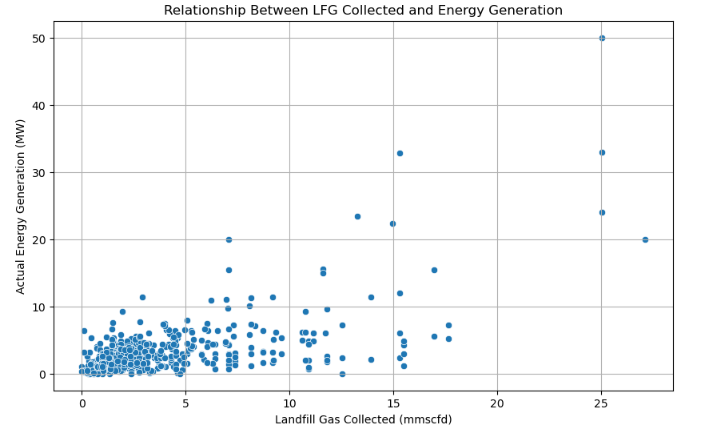 Relationship Between LFG Collected and Energy Generation
Actual Energy Generation (MW)
50
40
30
20
10
0
0 5 10 15 20 25
Landfill Gas Collected (mmscfd)